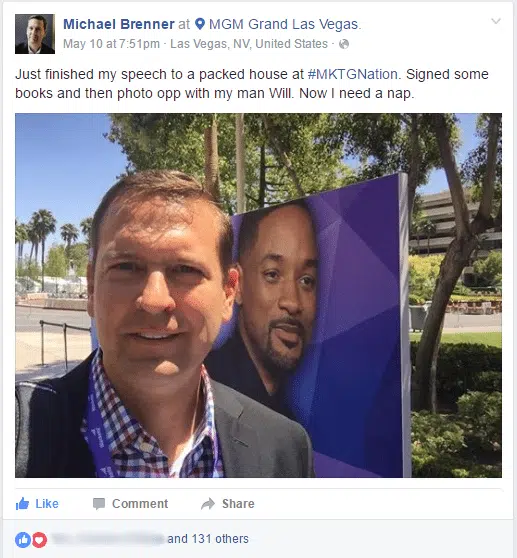 Michael Brenner at MGM Grand Las Vegas.
May 10 at 7:51pm · Las Vegas, NV, United States ·
Just finished my speech to a packed house at #MKTGNation. Signed some
books and then photo opp with my man Will. Now I need a nap.
Like Comment Share
and 131 others